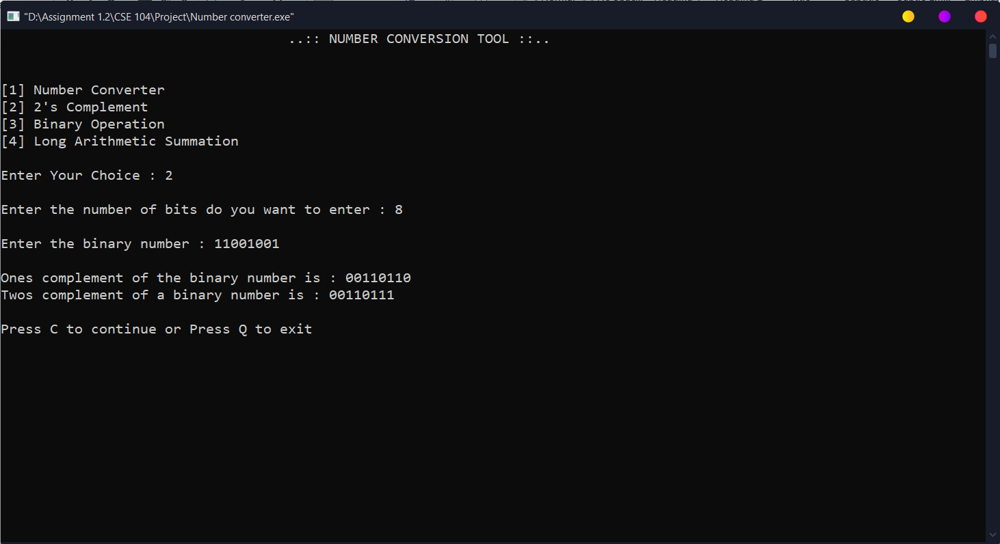 "D:\Assignment 1.2\CSE 104\Project\Number converter.exe"
..:: NUMBER CONVERSION TOOL ::..
[1] Number Converter
[2] 2's Complement
[3] Binary Operation
[4] Long Arithmetic Summation
Enter Your Choice : 2
Enter the number of bits do you want to enter : 8
Enter the binary number : 11001001
Ones complement of the binary number is : 00110110
Twos complement of a binary number is : 00110111
Press C to continue or Press Q to exit